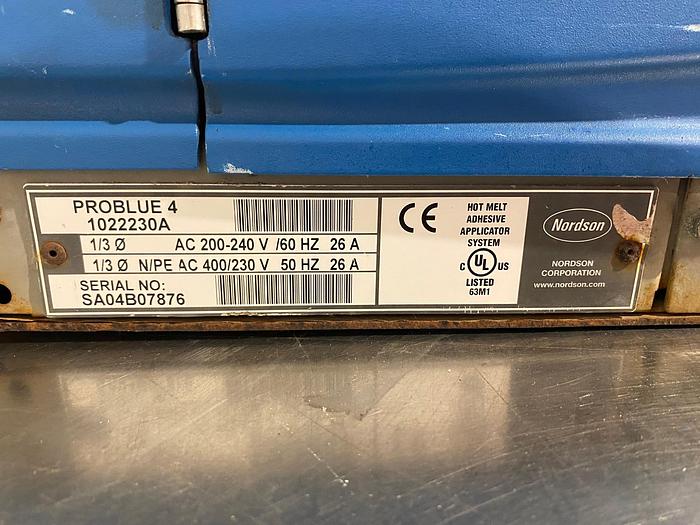 PROBLUE 4
1022230A
1/3 Ø AC 200-240 V /60 HZ 26 A
1/3 Ø N/PE AC 400/230 V 50 HZ 26 A
SERIAL NO:
SA04B07876
CE
HOT MELT
ADHESIVE
APPLICATOR
SYSTEM
C UL US
LISTED
63M1
Nordson
NORDSON
CORPORATION
www.nordson.com